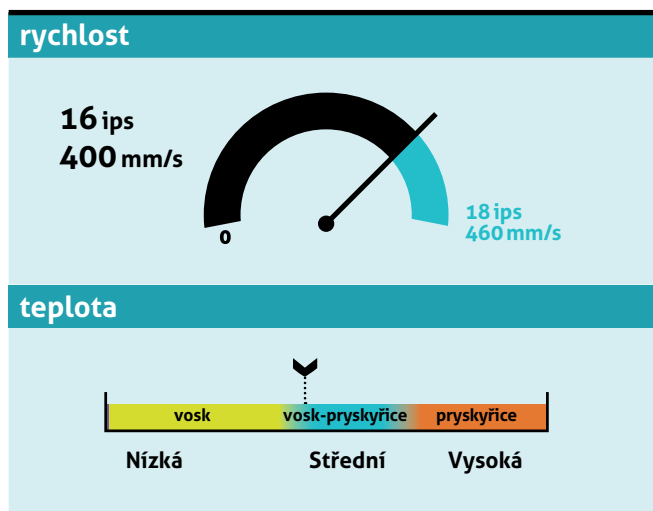 rychlost
16 ips
400 mm/s
0
18 ips
460 mm/s
teplota
vosk vosk-pryskyřice pryskyřice
Nízká Střední Vysoká